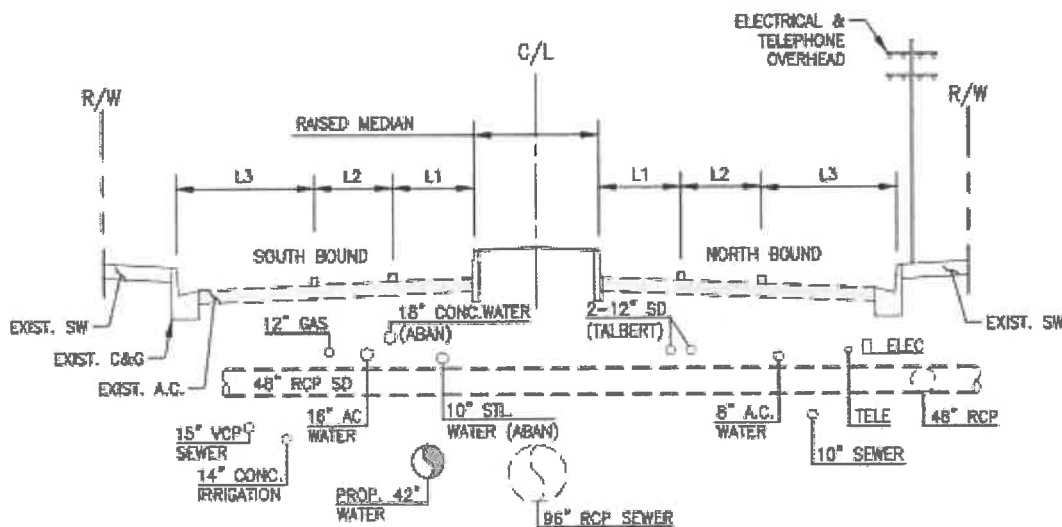 ELECTRICAL &
TELEPHONE
OVERHEAD
C/L
R/W
R/W
RAISED MEDIAN
L3
L2
L1
L1
L2
L3
SOUTH BOUND
NORTH BOUND
EXIST. SW
EXIST. C&G
EXIST. A.C.
EXIST. SW
12" GAS
18" CONC.WATER
(ABAN)
2-12" SD
(TALBERT)
ELEC
48" RCP SD
16" AC
WATER
10" STL.
WATER (ABAN)
8" A.C.
WATER
TELE
48" RCP
15" VCP
SEWER
14" CONC.
IRRIGATION
10" SEWER
PROP. 42"
WATER
96" RCP SEWER